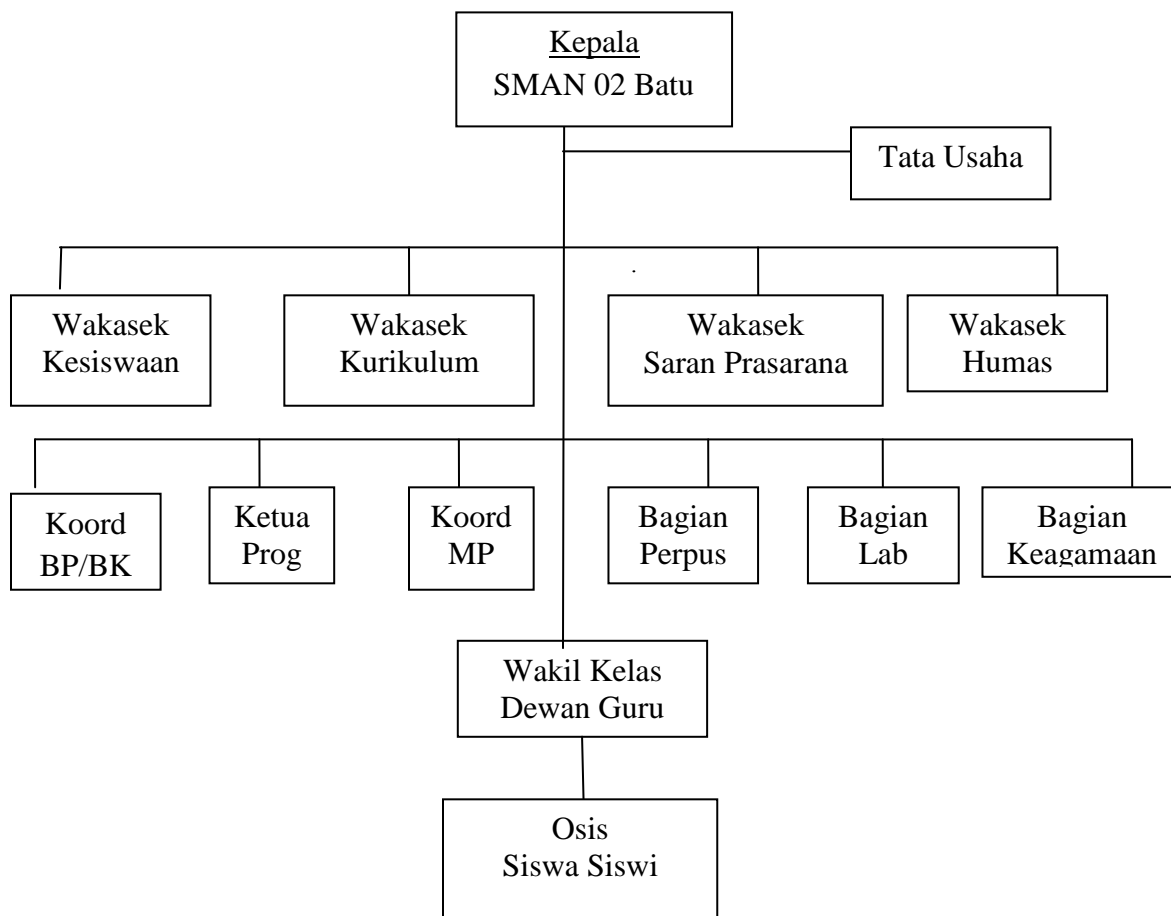 Kepala
SMAN 02 Batu
Tata Usaha
Wakasek
Kesiswaan
Wakasek
Kurikulum
Wakasek
Saran Prasarana
Wakasek
Humas
Koord
BP/BK
Ketua
Prog
Koord
MP
Bagian
Perpus
Bagian
Lab
Bagian
Keagamaan
Wakil Kelas
Dewan Guru
Osis
Siswa Siswi